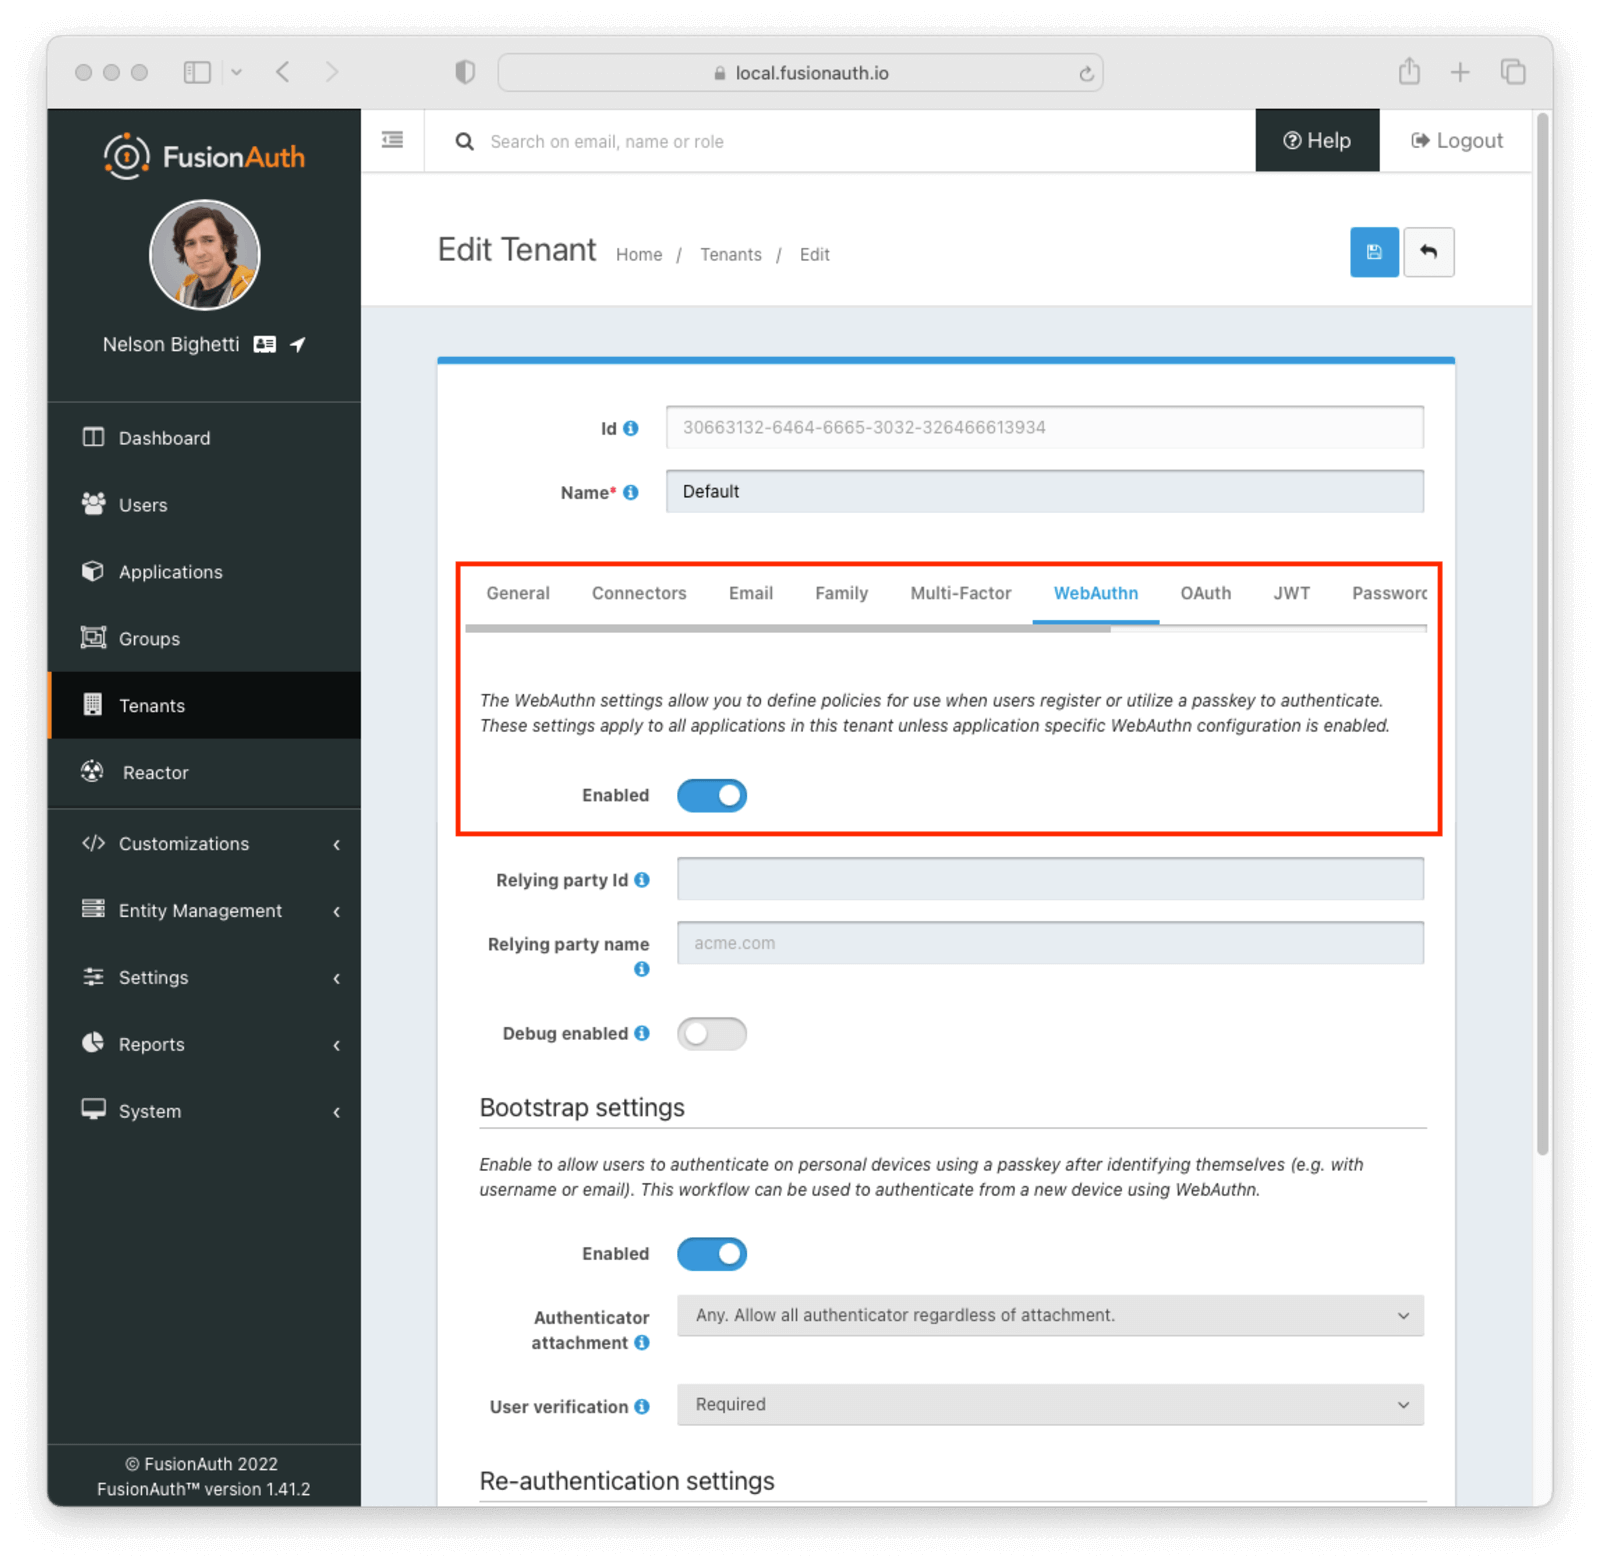 local.fusionauth.io
FusionAuth
Search on email, name or role
Help
Logout
Nelson Bighetti
Edit Tenant
Home / Tenants / Edit
Dashboard
Users
Applications
Groups
Tenants
Reactor
Customizations
Entity Management
Settings
Reports
System
© FusionAuth 2022
FusionAuth™ version 1.41.2
Id
30663132-6464-6665-3032-326466613934
Name*
Default
General Connectors Email Family Multi-Factor WebAuthn OAuth JWT Password
The WebAuthn settings allow you to define policies for use when users register or utilize a passkey to authenticate.
These settings apply to all applications in this tenant unless application specific WebAuthn configuration is enabled.
Enabled
Relying party Id
Relying party name
acme.com
Debug enabled
Bootstrap settings
Enable to allow users to authenticate on personal devices using a passkey after identifying themselves (e.g. with
username or email). This workflow can be used to authenticate from a new device using WebAuthn.
Enabled
Authenticator
attachment
Any. Allow all authenticator regardless of attachment.
User verification
Required
Re-authentication settings